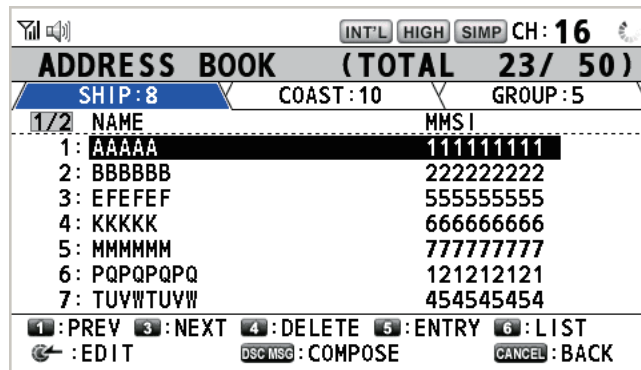 INT'L HIGH SIMP CH: 16
ADDRESS BOOK (TOTAL 23/ 50)
SHIP:8 COAST:10 GROUP:5
1/2 NAME MMSI
1: AAAAA 111111111
2: BBBBBB 222222222
3: EFEFEF 555555555
4: KKKKK 666666666
5: MMMMMM 777777777
6: PQPQPQPQ 121212121
7: TUVWTUVW 454545454
1:PREV 3:NEXT 4:DELETE 5:ENTRY 6:LIST
:EDIT DSC MSG:COMPOSE CANCEL:BACK